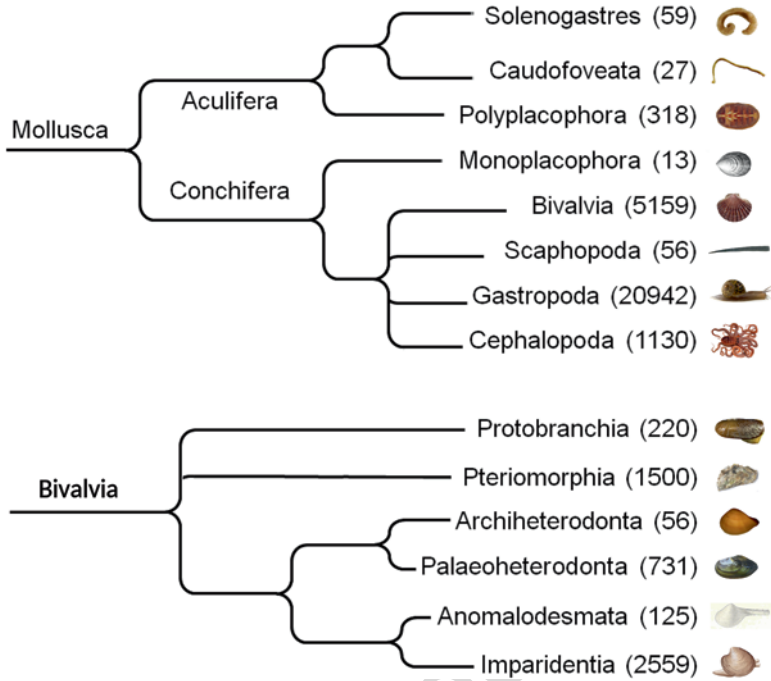 Solenogastres (59)
Caudofoveata (27)
Aculifera
Polyplacophora (318)
Mollusca
Monoplacophora (13)
Conchifera
Bivalvia (5159)
Scaphopoda (56)
Gastropoda (20942)
Cephalopoda (1130)
Protobranchia (220)
Pteriomorphia (1500)
Bivalvia
Archiheterodonta (56)
Palaeoheterodonta (731)
Anomalodesmata (125)
Imparidentia (2559)